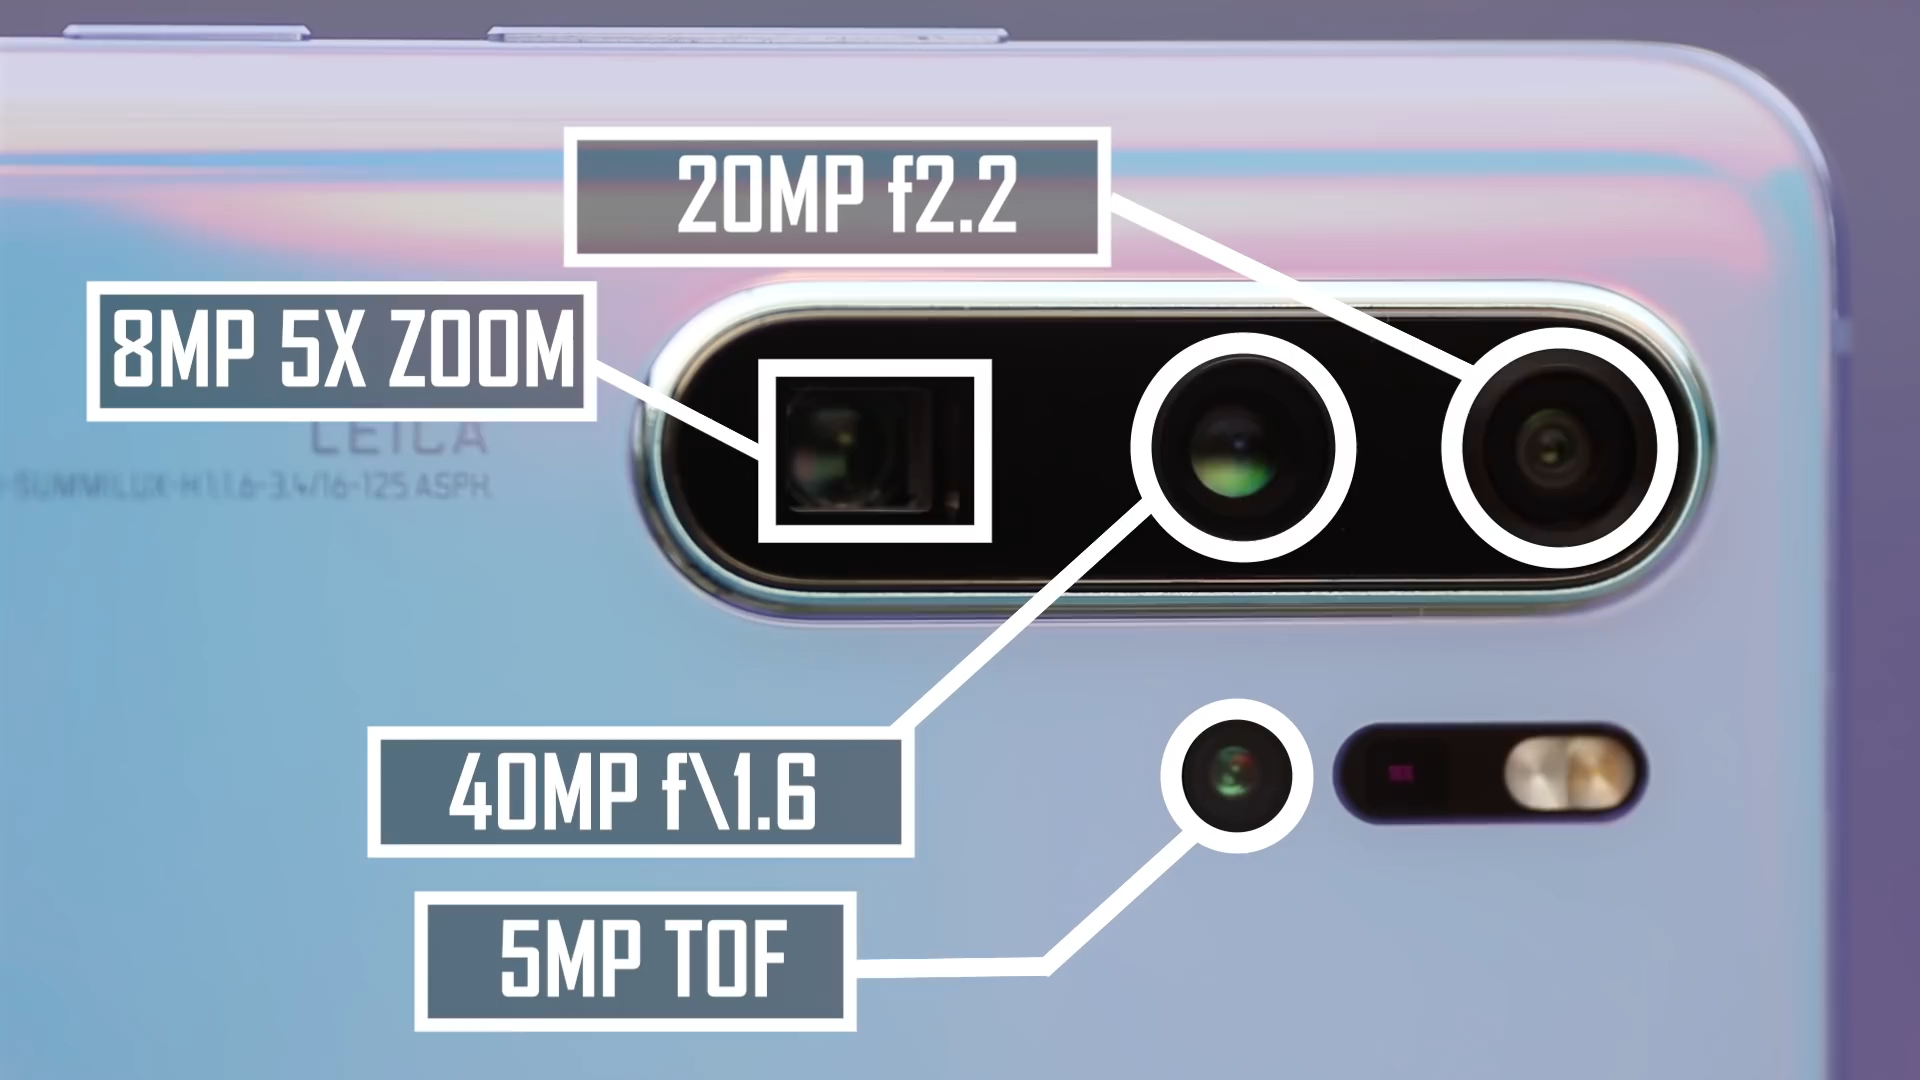 20MP f2.2
8MP 5X ZOOM
LEICA
-SUMMILUX-H 1:1.6-3.4/16-125 ASPH.
40MP f\1.6
5MP TOF